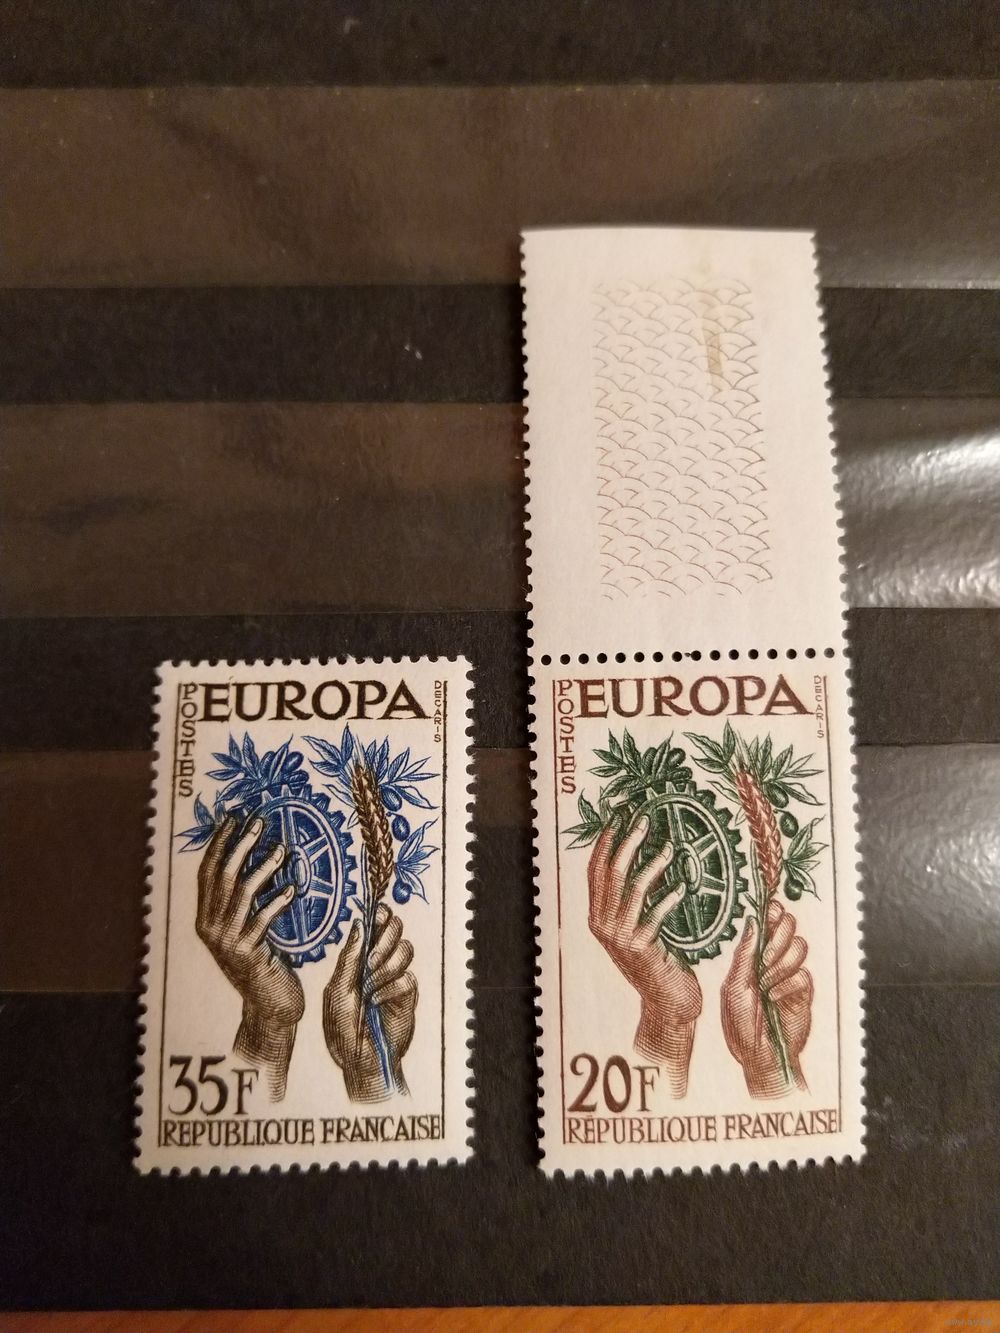 POSTES
EUROPA
DECARIS
35F
REPUBLIQUE FRANCAISE
POSTES
EUROPA
DECARIS
20F
REPUBLIQUE FRANCAISE